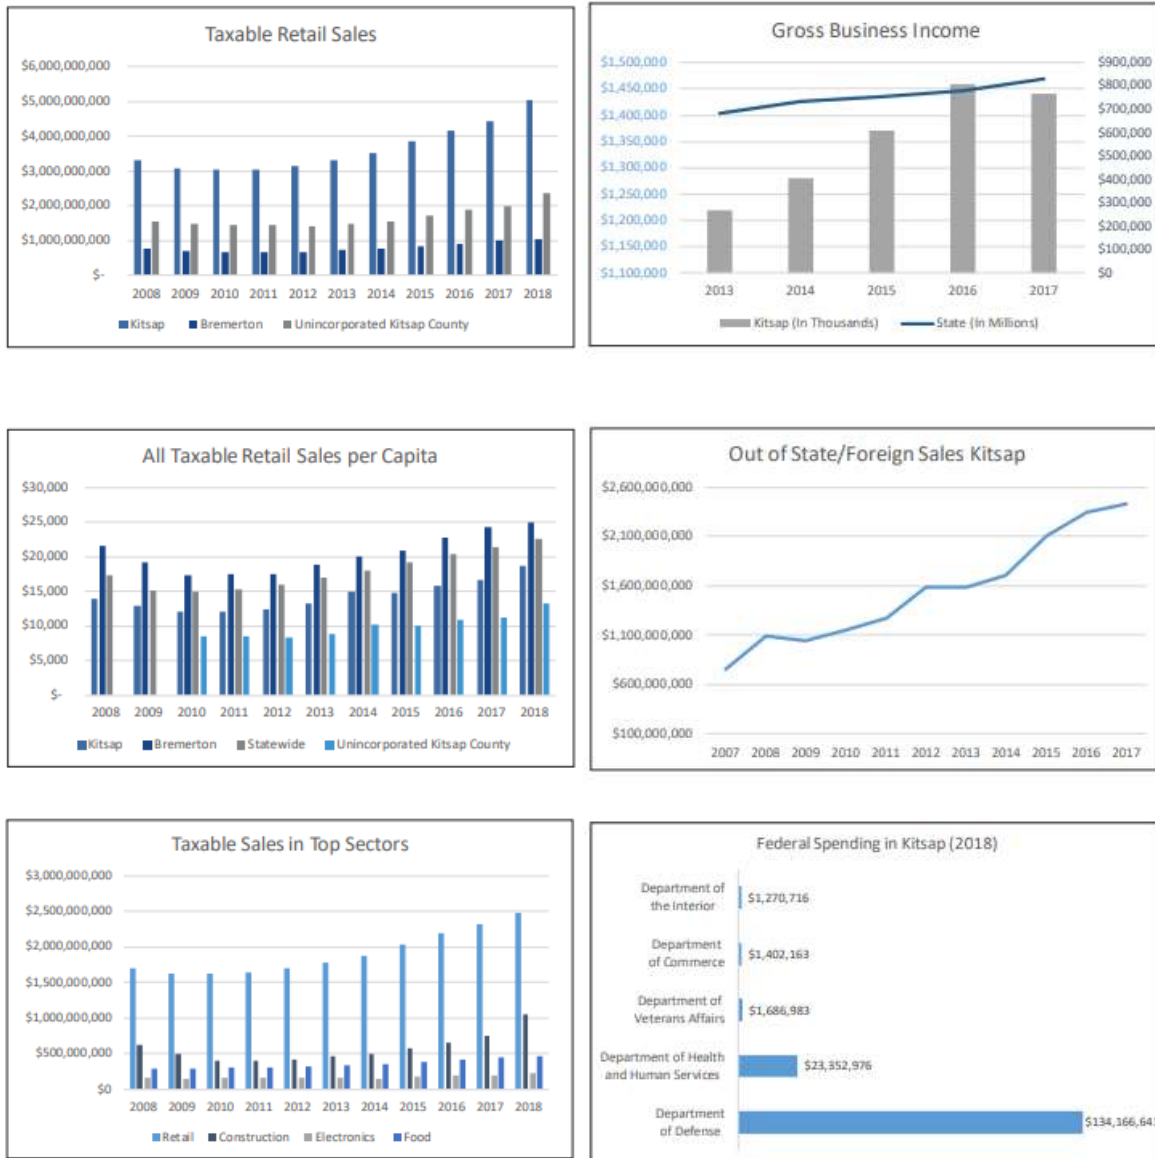 Taxable Retail Sales
$6,000,000,000
$5,000,000,000
$4,000,000,000
$3,000,000,000
$2,000,000,000
$1,000,000,000
$-
2008 2009 2010 2011 2012 2013 2014 2015 2016 2017 2018
Kitsap Bremerton Unincorporated Kitsap County
Gross Business Income
$1,500,000
$1,450,000
$1,400,000
$1,350,000
$1,300,000
$1,250,000
$1,200,000
$1,150,000
$1,100,000
$900,000
$800,000
$700,000
$600,000
$500,000
$400,000
$300,000
$200,000
$100,000
$0
2013 2014 2015 2016 2017
Kitsap (In Thousands) State (In Millions)
All Taxable Retail Sales per Capita
$30,000
$25,000
$20,000
$15,000
$10,000
$5,000
$-
2008 2009 2010 2011 2012 2013 2014 2015 2016 2017 2018
Kitsap Bremerton Statewide Unincorporated Kitsap County
Out of State/Foreign Sales Kitsap
$2,600,000,000
$2,100,000,000
$1,600,000,000
$1,100,000,000
$600,000,000
$100,000,000
2007 2008 2009 2010 2011 2012 2013 2014 2015 2016 2017
Taxable Sales in Top Sectors
$3,000,000,000
$2,500,000,000
$2,000,000,000
$1,500,000,000
$1,000,000,000
$500,000,000
$0
2008 2009 2010 2011 2012 2013 2014 2015 2016 2017 2018
Retail Construction Electronics Food
Federal Spending in Kitsap (2018)
Department of
the Interior
$1,270,716
Department
of Commerce
$1,402,163
Department of
Veterans Affairs
$1,686,983
Department of Health
and Human Services
$23,352,976
Department
of Defense